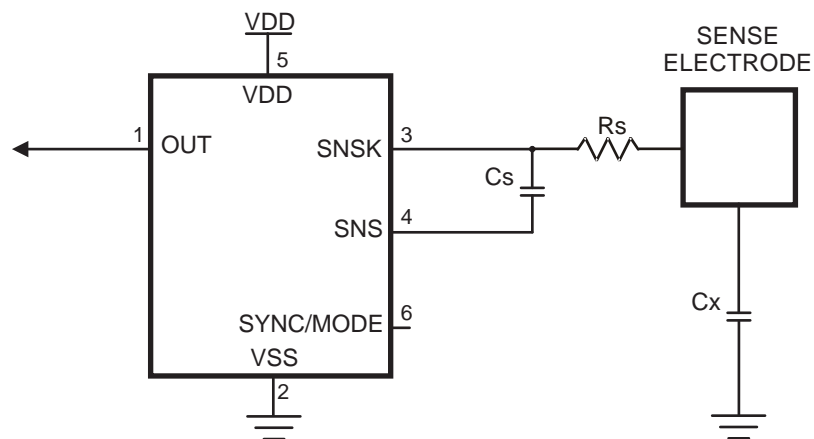 VDD
5
VDD
SENSE
ELECTRODE
1
OUT
SNSK
3
Rs
Cs
SNS
4
SYNC/MODE
6
Cx
VSS
2